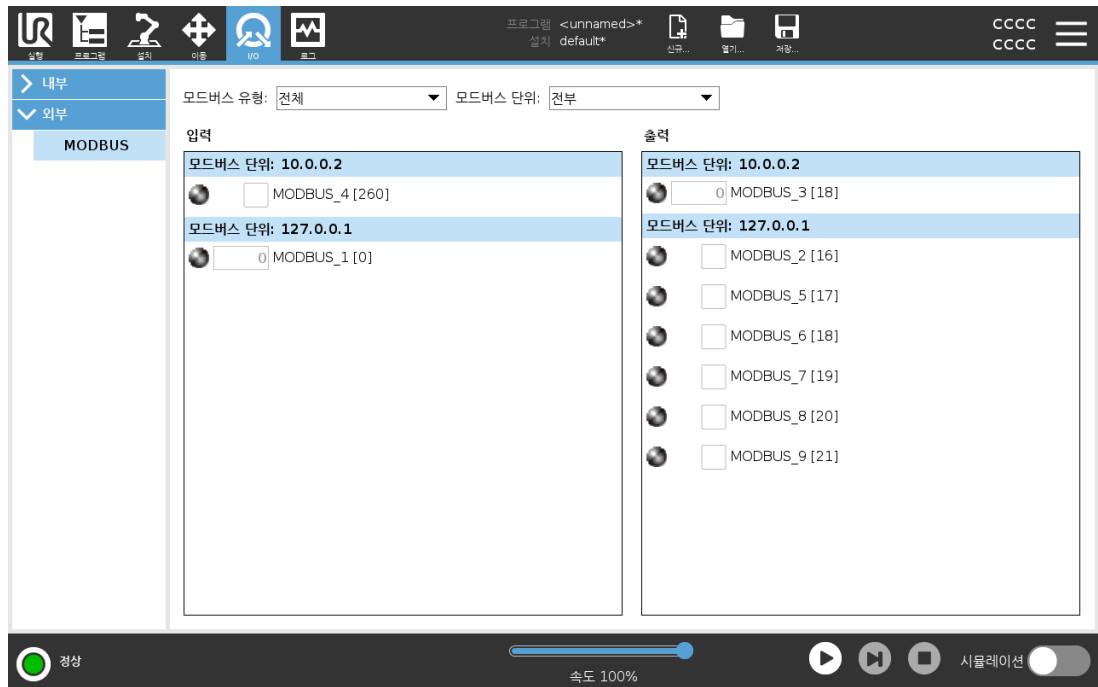 UR
실행
프로그램
설치
이동
I/O
로그
프로그램 <unnamed>*
설치 default*
신규...
열기...
저장...
CCCC
CCCC
내부
외부
MODBUS
모드버스 유형: 전체
모드버스 단위: 전부
입력
모드버스 단위: 10.0.0.2
MODBUS_4 [260]
모드버스 단위: 127.0.0.1
0 MODBUS_1 [0]
출력
모드버스 단위: 10.0.0.2
0 MODBUS_3 [18]
모드버스 단위: 127.0.0.1
MODBUS_2 [16]
MODBUS_5 [17]
MODBUS_6 [18]
MODBUS_7 [19]
MODBUS_8 [20]
MODBUS_9 [21]
정상
속도 100%
시뮬레이션